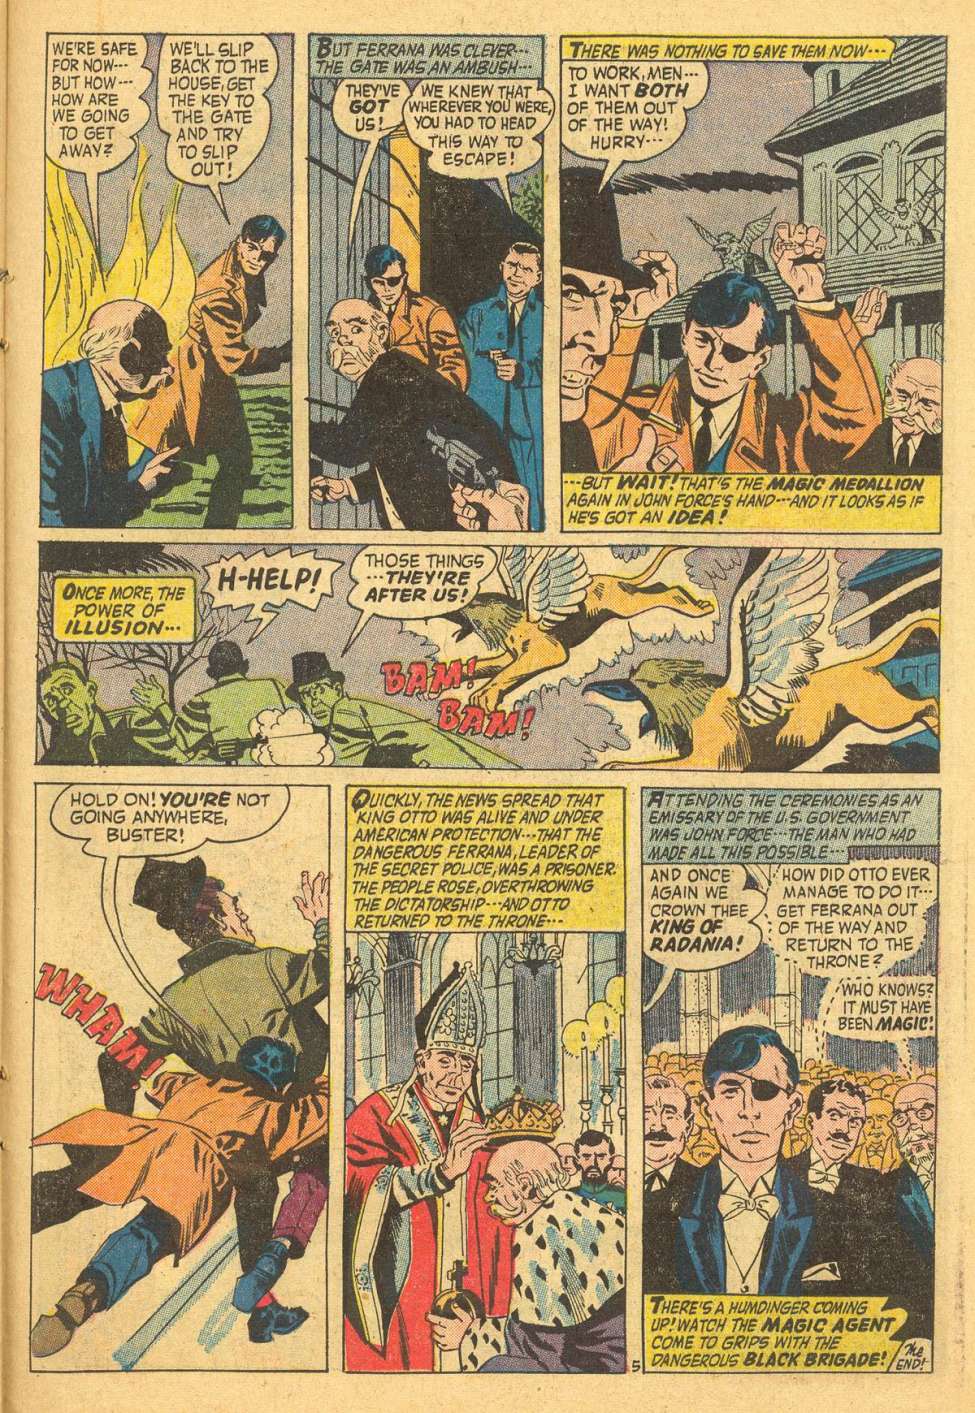 WE'RE SAFE
FOR NOW---
BUT HOW---
HOW ARE
WE GOING
TO GET
AWAY?
WE'LL SLIP
BACK TO THE
HOUSE, GET
THE KEY TO
THE GATE
AND TRY
TO SLIP
OUT!
BUT FERRANA WAS CLEVER---
THE GATE WAS AN AMBUSH---
THEY'VE
GOT
US!
WE KNEW THAT
WHEREVER YOU WERE,
YOU HAD TO HEAD
THIS WAY TO
ESCAPE!
THERE WAS NOTHING TO SAVE THEM NOW---
TO WORK, MEN---
I WANT BOTH
OF THEM OUT
OF THE WAY!
HURRY---
---BUT WAIT! THAT'S THE MAGIC MEDALLION
AGAIN IN JOHN FORCE'S HAND---AND IT LOOKS AS IF
HE'S GOT AN IDEA!
ONCE MORE, THE
POWER OF
ILLUSION---
H-HELP!
THOSE THINGS
---THEY'RE
AFTER US!
BAM!
BAM!
HOLD ON! YOU'RE NOT
GOING ANYWHERE,
BUSTER!
WHAM!
QUICKLY, THE NEWS SPREAD THAT
KING OTTO WAS ALIVE AND UNDER
AMERICAN PROTECTION---THAT THE
DANGEROUS FERRANA, LEADER OF
THE SECRET POLICE, WAS A PRISONER.
THE PEOPLE ROSE, OVERTHROWING
THE DICTATORSHIP---AND OTTO
RETURNED TO THE THRONE---
5
ATTENDING THE CEREMONIES AS AN
EMISSARY OF THE U.S. GOVERNMENT
WAS JOHN FORCE---THE MAN WHO HAD
MADE ALL THIS POSSIBLE---
AND ONCE
AGAIN WE
CROWN THEE
KING OF
RADANIA!
HOW DID OTTO EVER
MANAGE TO DO IT---
GET FERRANA OUT
OF THE WAY AND
RETURN TO THE
THRONE?
WHO KNOWS?
IT MUST HAVE
BEEN MAGIC!
THERE'S A HUMDINGER COMING
UP! WATCH THE MAGIC AGENT
COME TO GRIPS WITH THE
DANGEROUS BLACK BRIGADE!
The
END!